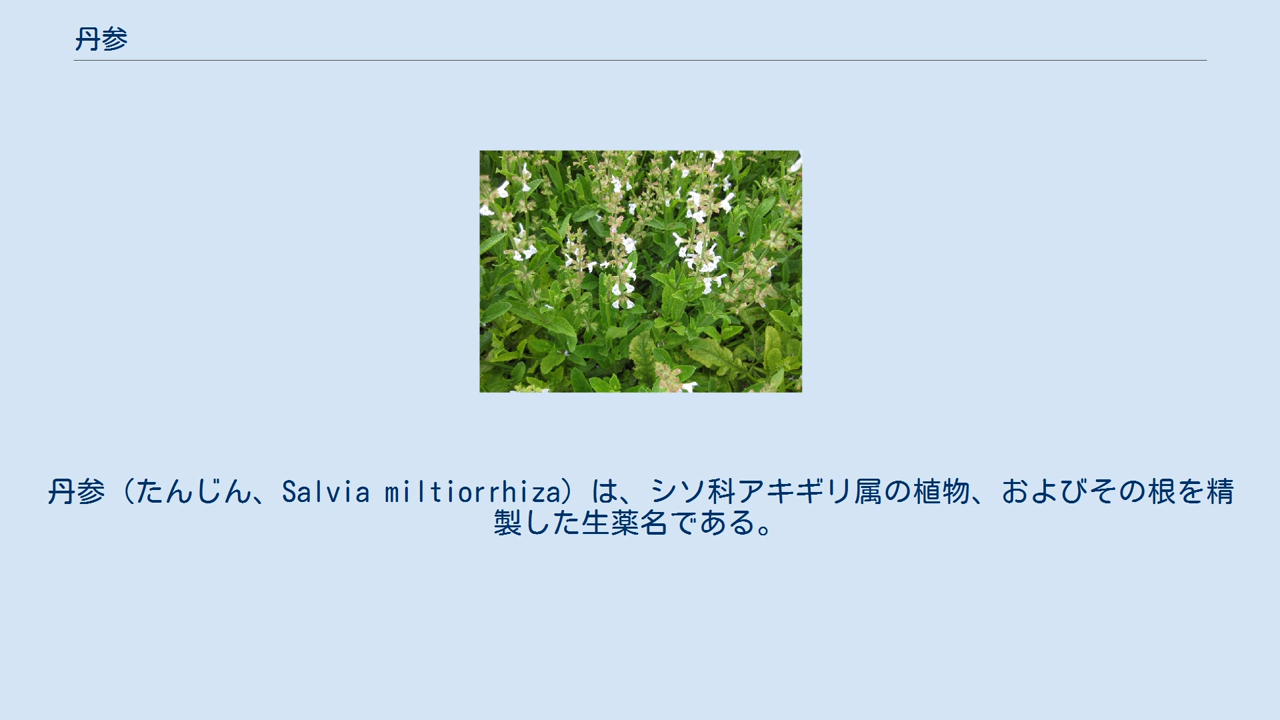 丹参
丹参（たんじん、Salvia miltiorrhiza）は、シソ科アキギリ属の植物、およびその根を精
製した生薬名である。